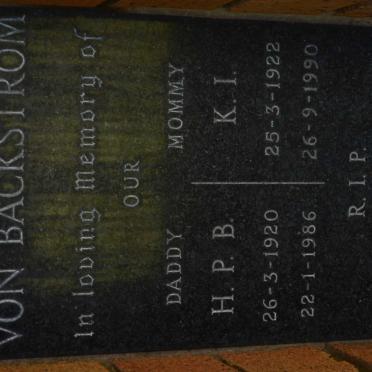 VON BACKSTROM
In loving memory of
OUR
DADDY MOMMY
H. P. B. K. I.
26-3-1920 25-3-1922
22-1-1986 26-9-1990
R. I. P.